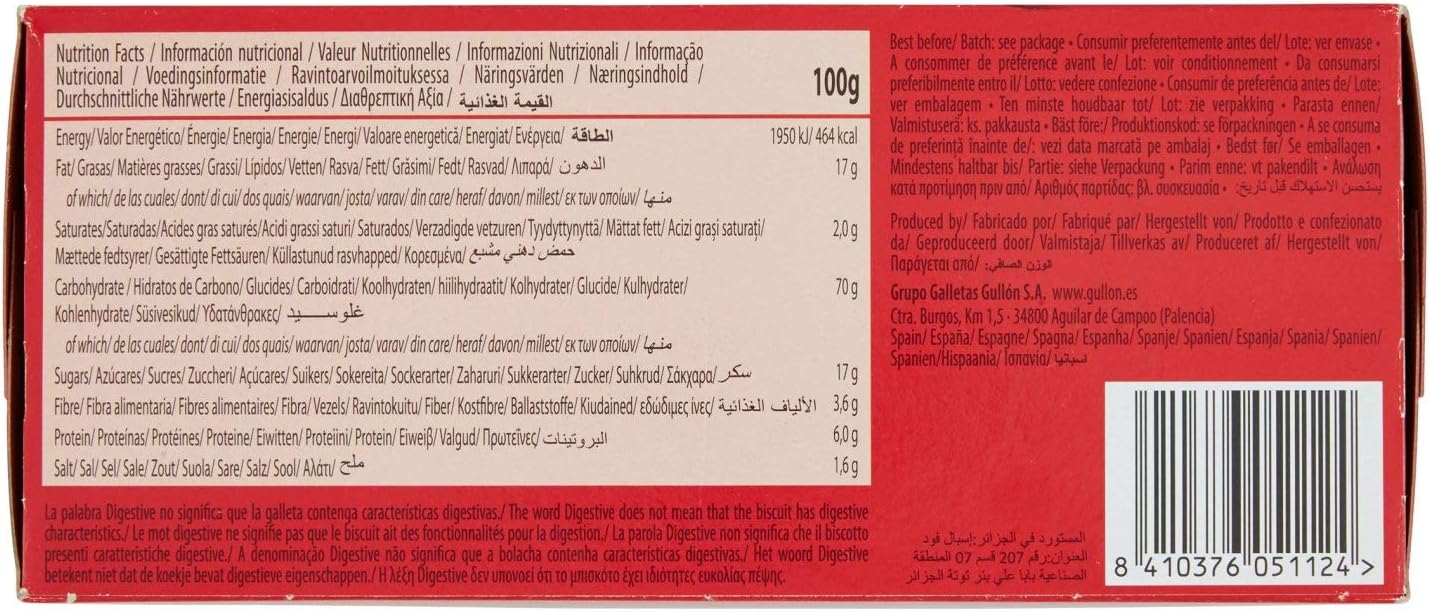 Nutrition Facts / Información nutricional / Valeur Nutritionnelles / Informazioni Nutrizionali / Informação
Nutricional / Voedingsinformatie / Ravintoarvoilmoituksessa / Näringsvärden / Næringsindhold /
Durchschnittliche Nährwerte / Energiasisaldus / Διαθρεπτική Αξία / القيمة الغذائية
100g
Energy/ Valor Energético/ Énergie/ Energia/ Energie/ Energi/ Valoare energetică/ Energiat/ Ενέργεια/ الطاقة 1950 kJ/ 464 kcal
Fat/ Grasas/ Matières grasses/ Grassi/ Lípidos/ Vetten/ Rasva/ Fett/ Gräsimi/ Fedt/ Rasvad/ Λιπαρά/ الدهون 17 g
of which/ de las cuales/ dont/ di cui/ dos quais/ waarvan/ josta/ varav/ din care/ heraf/ davon/ millest/ εκ των οποίων/ منها
Saturates/Saturadas/Acides gras saturés/Acidi grassi saturi/ Saturados/ Verzadigde vetzuren/ Tyydyttynyttä/ Mättat fett/ Acizi grași saturați/ 2,0 g
Mættede fedtsyrer/ Gesättigte Fettsäuren/ Küllastunud rasvhapped/ Κορεσμένα/ حمض دهني مشبع
Carbohydrate / Hidratos de Carbono/ Glucides/ Carboidrati/ Koolhydraten/ hiilihydraatit/ Kolhydrater/ Glucide/ Kulhydrater/ 70 g
Kohlenhydrate/ Süsivesikud/ Υδατάνθρακες/ غلوسيد
of which/ de las cuales/ dont/ di cui/ dos quais/ waarvan/ josta/ varav/ din care/ heraf/ davon/ millest/ εκ των οποίων/ منها
Sugars/ Azúcares/ Sucres/ Zuccheri/ Açúcares/ Suikers/ Sokereita/ Sockerarter/ Zaharuri/ Sukkerarter/ Zucker/ Suhkrud/ Σάκχαρα/ سكر 17 g
Fibre/ Fibra alimentaria/ Fibres alimentaires/ Fibra/ Vezels/ Ravintokuitu/ Fiber/ Kostfibre/ Ballaststoffe/ Kiudained/ εδώδιμες ίνες/ الألياف الغذائية 3,6 g
Protein/ Proteínas/ Protéines/ Proteine/ Eiwitten/ Proteiini/ Protein/ Eiweiβ/ Valgud/ Πρωτεΐνες/ البروتينات 6,0 g
Salt/ Sal/ Sel/ Sale/ Zout/ Suola/ Sare/ Salz/ Sool/ Αλάτι/ ملح 1,6 g
La palabra Digestive no significa que la galleta contenga características digestivas./ The word Digestive does not mean that the biscuit has digestive
characteristics./ Le mot digestive ne signifie pas que le biscuit ait des fonctionnalités pour la digestion./ La parola Digestive non significa che il biscotto
presenti caratteristiche digestive./ A denominação Digestive não significa que a bolacha contenha características digestivas./ Het woord Digestive
betekent niet dat de koekje bevat digestieve eigenschappen./ Η λέξη Digestive δεν υπονοεί ότι το μπισκότο έχει ιδιότητες ευκολίας πέψης.
Best before/ Batch: see package • Consumir preferentemente antes del/ Lote: ver envase •
A consommer de préférence avant le/ Lot: voir conditionnement • Da consumarsi
preferibilmente entro il/ Lotto: vedere confezione • Consumir de preferência antes de/ Lote:
ver embalagem • Ten minste houdbaar tot/ Lot: zie verpakking • Parasta ennen/
Valmistuserä: ks. pakkausta • Bäst före:/ Produktionskod: se förpackningen • A se consuma
de preferință înainte de/: vezi data marcată pe ambalaj • Bedst før/ Se emballagen •
Mindestens haltbar bis/ Partie: siehe Verpackung • Parim enne: vt pakendilt • Ανάλωση
κατά προτίμηση πριν από/ Αριθμός παρτίδας: βλ. συσκευασία • يستحسن الاستهلاك قبل تاريخ:
Produced by/ Fabricado por/ Fabriqué par/ Hergestellt von/ Prodotto e confezionato
da/ Geproduceerd door/ Valmistaja/ Tillverkas av/ Produceret af/ Hergestellt von/
Παράγεται από/ الوزن الصافي:
Grupo Galletas Gullón S.A. www.gullon.es
Ctra. Burgos, Km 1,5 - 34800 Aguilar de Campoo (Palencia)
Spain/ España/ Espagne/ Spagna/ Espanha/ Spanje/ Spanien/ Espanja/ Spania/ Spanien/
Spanien/Hispaania/ Ισπανία/ اسبانيا
المستورد في الجزائر:إسبال فود
العنوان:رقم 207 قسم 07 المنطقة
الصناعية بابا علي بئر توتة الجزائر
8 410376 051124 >